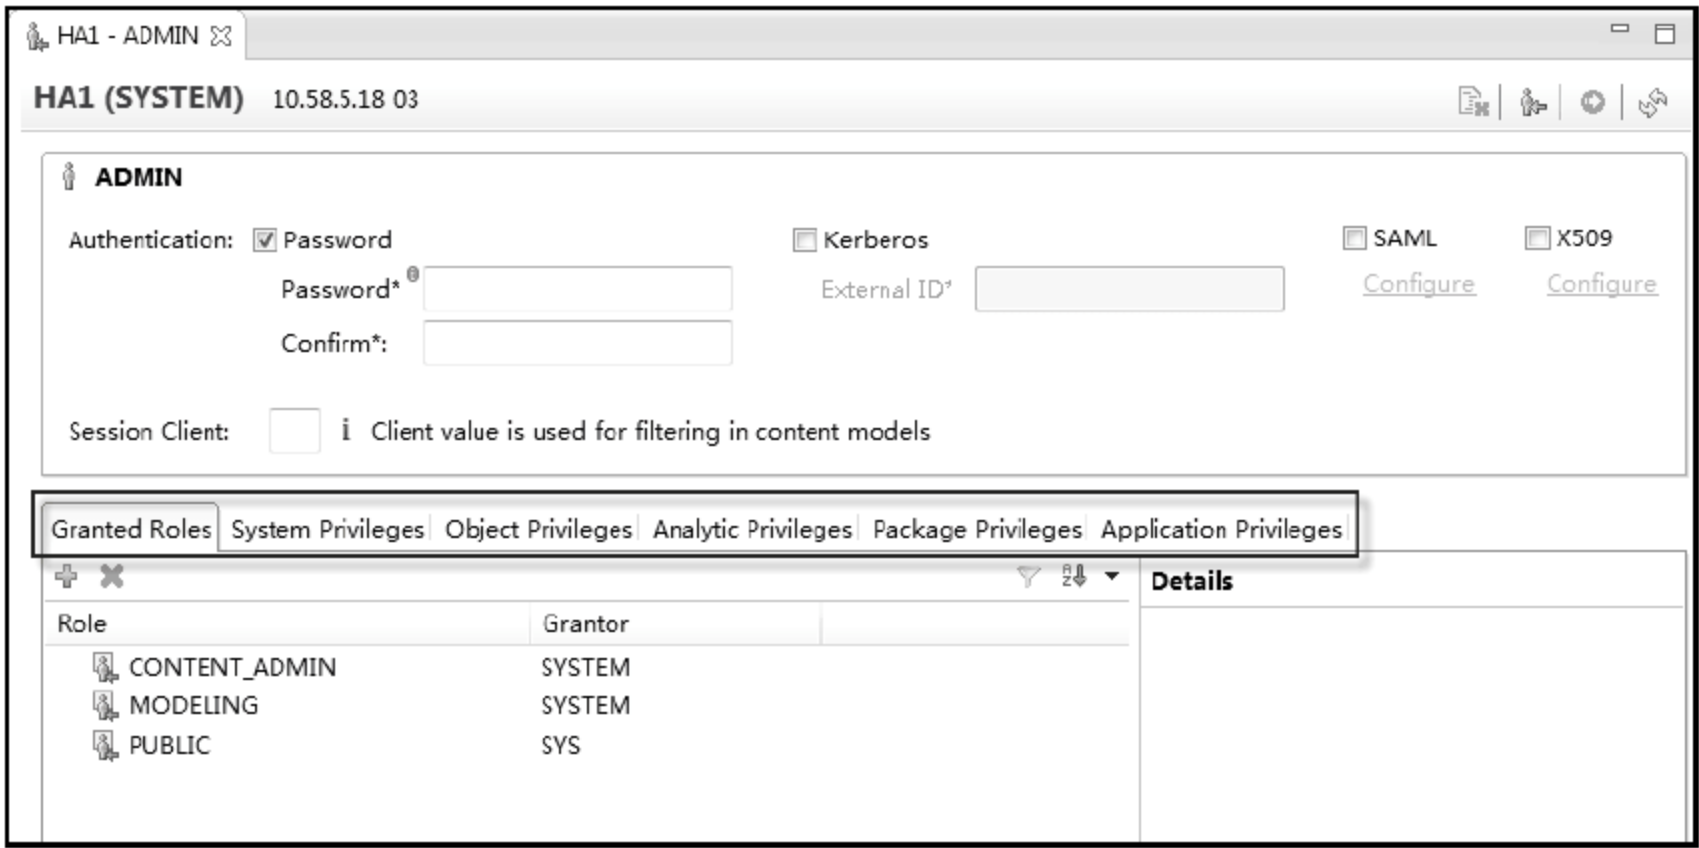 HA1 - ADMIN
HA1 (SYSTEM) 10.58.5.18 03
ADMIN
Authentication: Password Kerberos SAML X509
Password* External ID* Configure Configure
Confirm*:
Session Client: i Client value is used for filtering in content models
Granted Roles System Privileges Object Privileges Analytic Privileges Package Privileges Application Privileges
Details
Role Grantor
CONTENT_ADMIN SYSTEM
MODELING SYSTEM
PUBLIC SYS